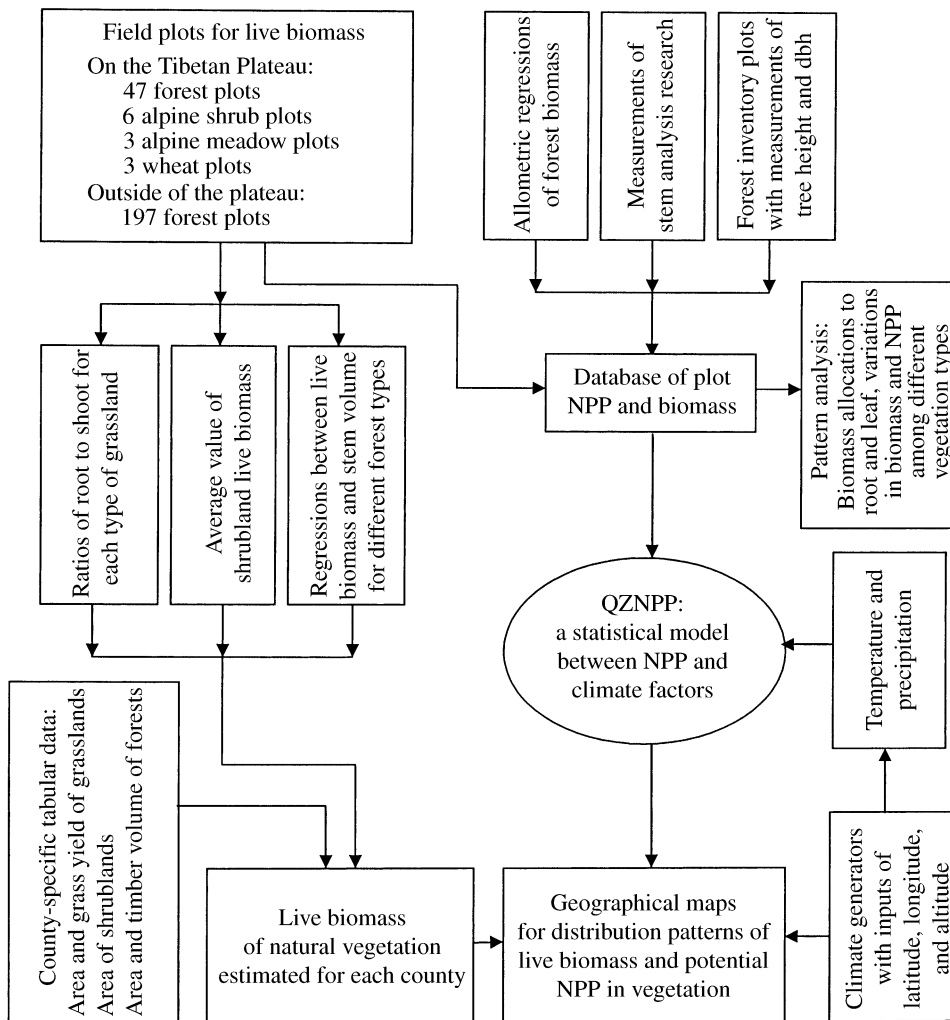 Field plots for live biomass
On the Tibetan Plateau:
47 forest plots
6 alpine shrub plots
3 alpine meadow plots
3 wheat plots
Outside of the plateau:
197 forest plots
Allometric regressions
of forest biomass
Measurements of
stem analysis research
Forest inventory plots
with measurements of
tree height and dbh
Ratios of root to shoot for
each type of grassland
Average value of
shrubland live biomass
Regressions between live
biomass and stem volume
for different forest types
Database of plot
NPP and biomass
Pattern analysis:
Biomass allocations to
root and leaf, variations
in biomass and NPP
among different
vegetation types
QZNPP:
a statistical model
between NPP and
climate factors
Temperature and
precipitation
County-specific tabular data:
Area and grass yield of grasslands
Area of shrublands
Area and timber volume of forests
Live biomass
of natural vegetation
estimated for each county
Geographical maps
for distribution patterns of
live biomass and potential
NPP in vegetation
Climate generators
with inputs of
latitude, longitude,
and altitude